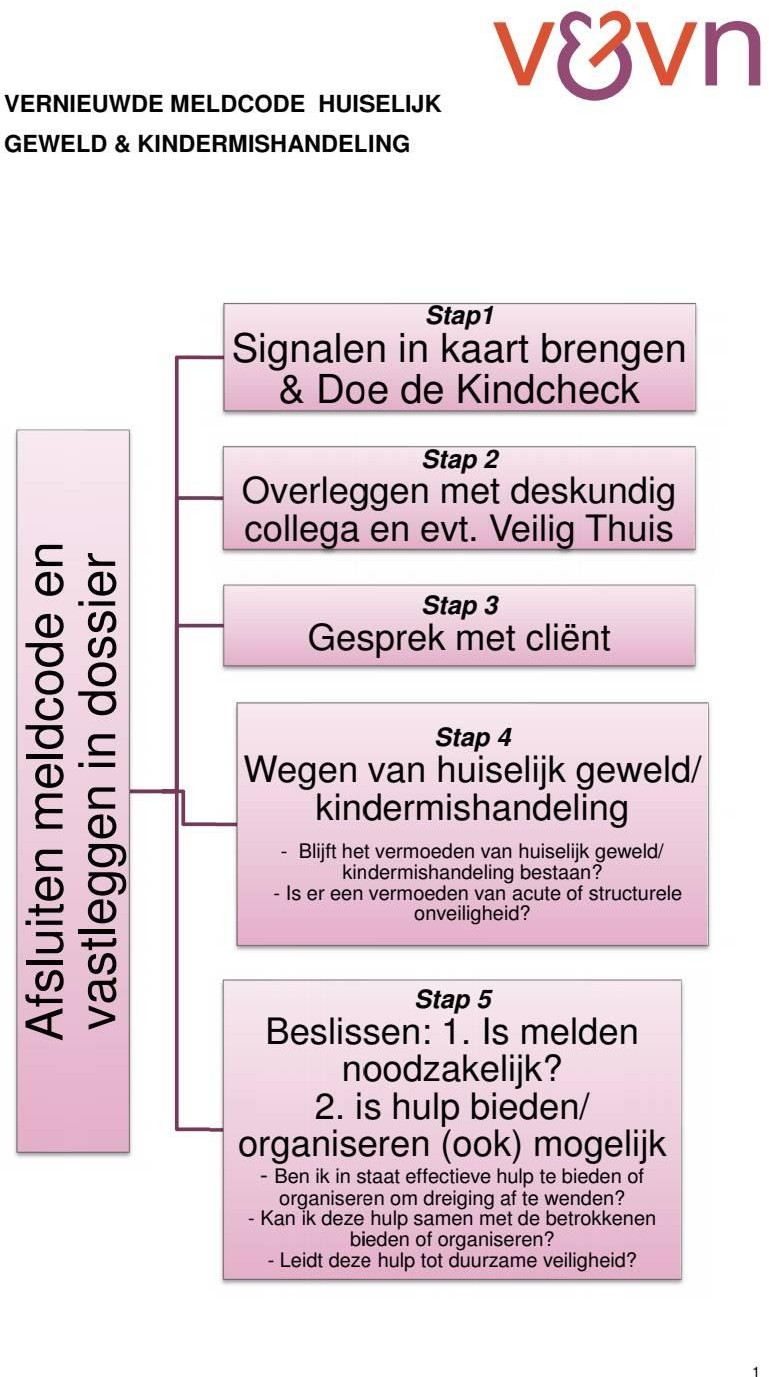 v&vn
VERNIEUWDE MELDCODE HUISELIJK
GEWELD & KINDERMISHANDELING
Afsluiten meldcode en
vastleggen in dossier
Stap1
Signalen in kaart brengen
& Doe de Kindcheck
Stap 2
Overleggen met deskundig
collega en evt. Veilig Thuis
Stap 3
Gesprek met cliënt
Stap 4
Wegen van huiselijk geweld/
kindermishandeling
- Blijft het vermoeden van huiselijk geweld/
kindermishandeling bestaan?
- Is er een vermoeden van acute of structurele
onveiligheid?
Stap 5
Beslissen: 1. Is melden
noodzakelijk?
2. is hulp bieden/
organiseren (ook) mogelijk
- Ben ik in staat effectieve hulp te bieden of
organiseren om dreiging af te wenden?
- Kan ik deze hulp samen met de betrokkenen
bieden of organiseren?
- Leidt deze hulp tot duurzame veiligheid?
1